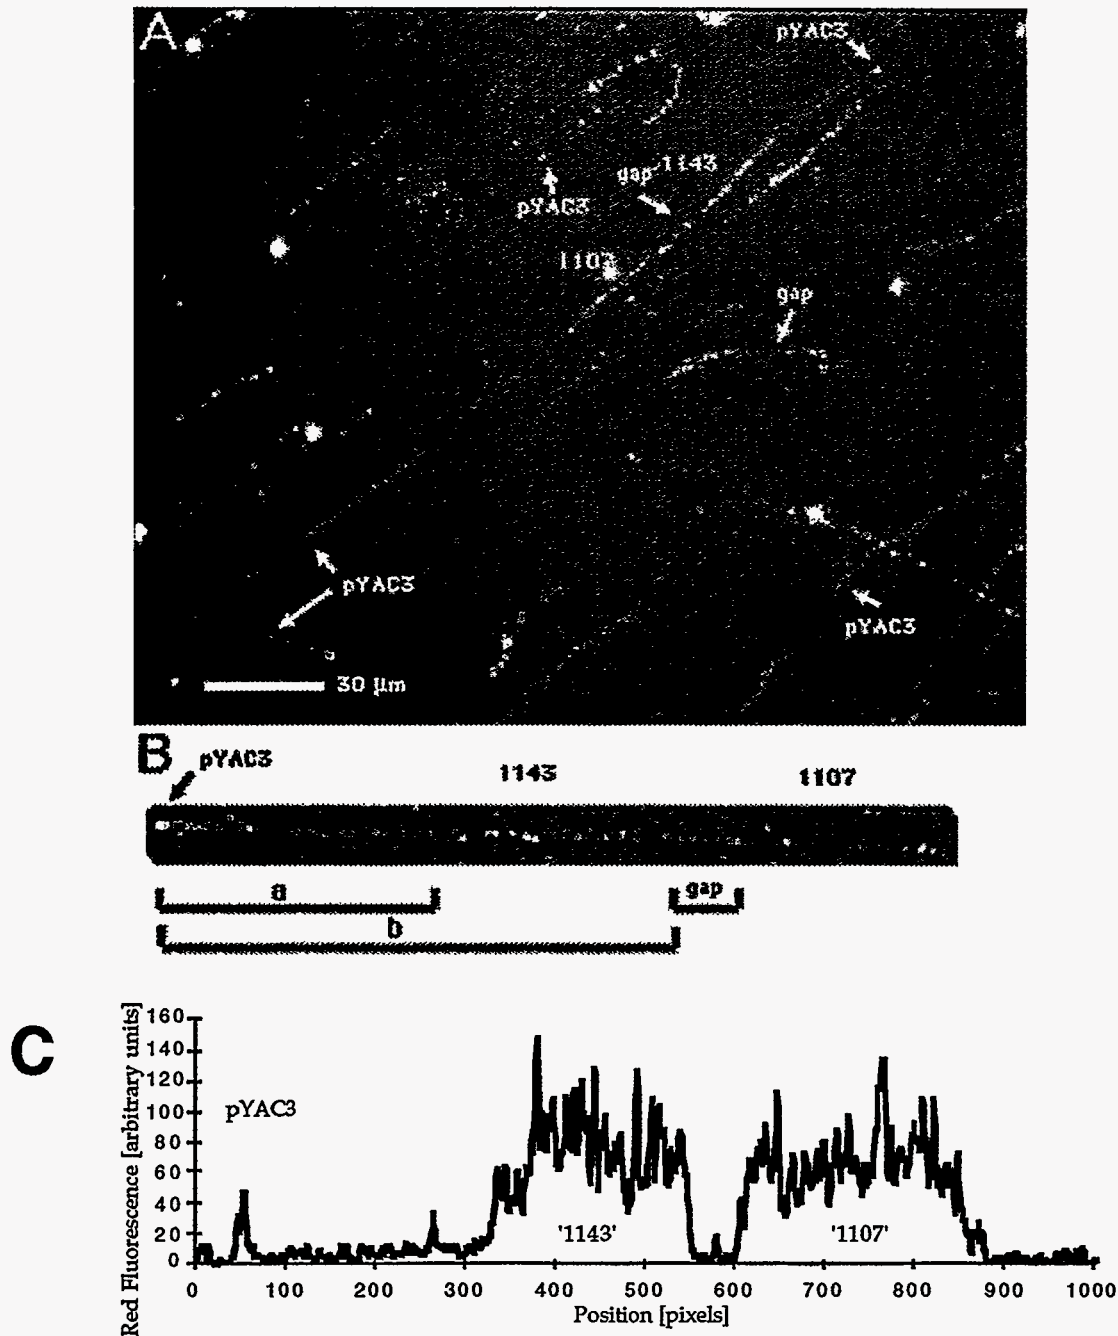 A
pYAC3
gap 1143
pYAC3
1107
gap
pYAC3
pYAC3
30 µm
B
pYAC3
1143
1107
a
gap
b
C
Red Fluorescence [arbitrary units]
160
140
120
100
80
60
40
20
0
pYAC3
'1143'
'1107'
0 100 200 300 400 500 600 700 800 900 1000
Position [pixels]